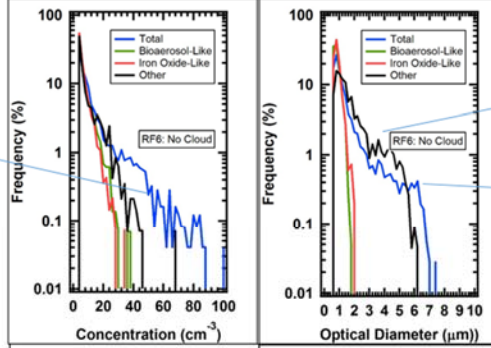 100
10
1
0.1
0.01
Frequency (%)
Total
Bioaerosol-Like
Iron Oxide-Like
Other
RF6: No Cloud
0 20 40 60 80 100
Concentration (cm⁻³)
100
10
1
0.1
0.01
Frequency (%)
Total
Bioaerosol-Like
Iron Oxide-Like
Other
RF6: No Cloud
0 1 2 3 4 5 6 7 8 9 10
Optical Diameter (μm)